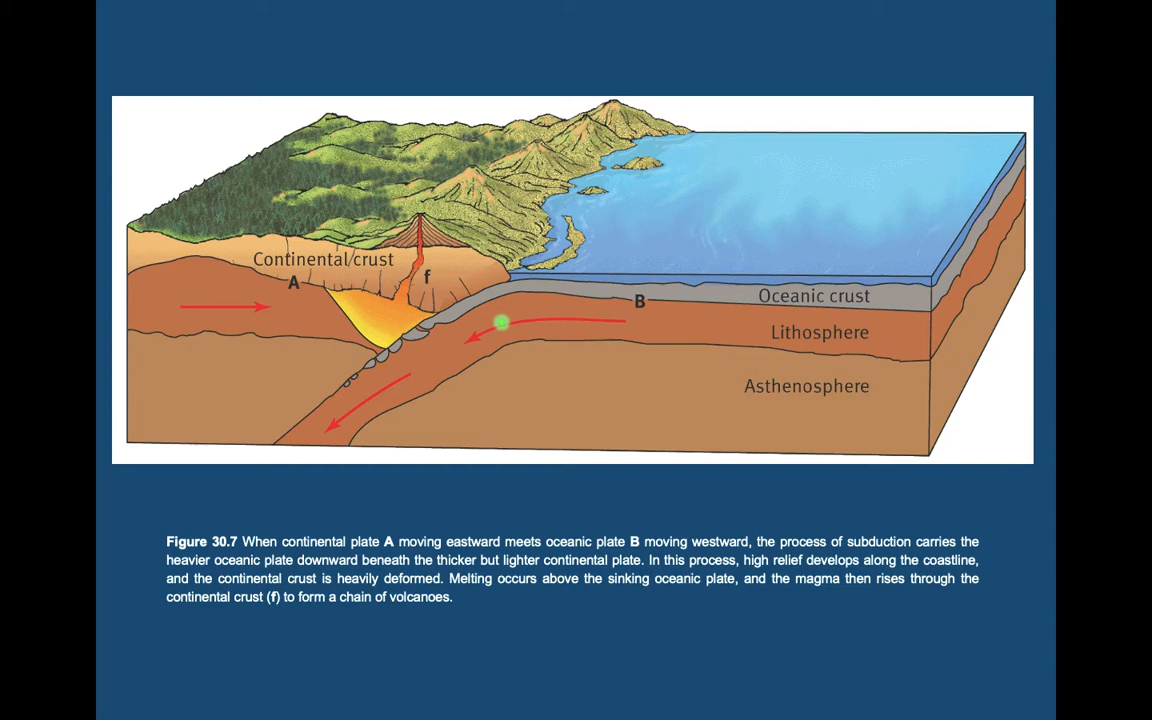 Continental crust
A
f
B
Oceanic crust
Lithosphere
Asthenosphere
Figure 30.7 When continental plate A moving eastward meets oceanic plate B moving westward, the process of subduction carries the
heavier oceanic plate downward beneath the thicker but lighter continental plate. In this process, high relief develops along the coastline,
and the continental crust is heavily deformed. Melting occurs above the sinking oceanic plate, and the magma then rises through the
continental crust (f) to form a chain of volcanoes.